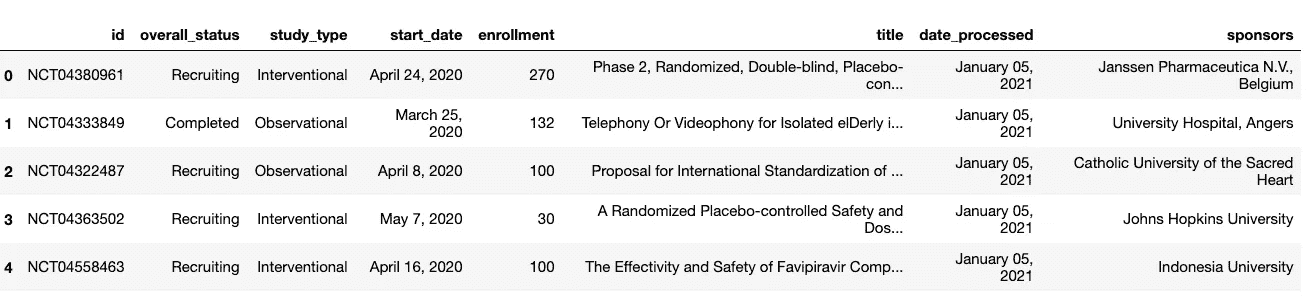 id overall_status study_type start_date enrollment title date_processed sponsors
0 NCT04380961 Recruiting Interventional April 24, 2020 270 Phase 2, Randomized, Double-blind, Placebo-
con... January 05,
2021 Janssen Pharmaceutica N.V.,
Belgium
1 NCT04333849 Completed Observational March 25,
2020 132 Telephony Or Videophony for Isolated elDerly i... January 05,
2021 University Hospital, Angers
2 NCT04322487 Recruiting Observational April 8, 2020 100 Proposal for International Standardization of ... January 05,
2021 Catholic University of the Sacred
Heart
3 NCT04363502 Recruiting Interventional May 7, 2020 30 A Randomized Placebo-controlled Safety and
Dos... January 05,
2021 Johns Hopkins University
4 NCT04558463 Recruiting Interventional April 16, 2020 100 The Effectivity and Safety of Favipiravir Comp... January 05,
2021 Indonesia University